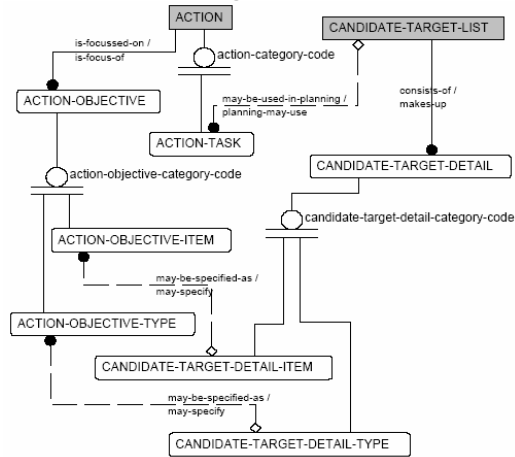 ACTION
CANDIDATE-TARGET-LIST
is-focussed-on /
is-focus-of
action-category-code
consists-of /
makes-up
ACTION-OBJECTIVE
may-be-used-in-planning /
planning-may-use
ACTION-TASK
CANDIDATE-TARGET-DETAIL
action-objective-category-code
candidate-target-detail-category-code
ACTION-OBJECTIVE-ITEM
may-be-specified-as /
may-specify
ACTION-OBJECTIVE-TYPE
CANDIDATE-TARGET-DETAIL-ITEM
may-be-specified-as /
may-specify
CANDIDATE-TARGET-DETAIL-TYPE